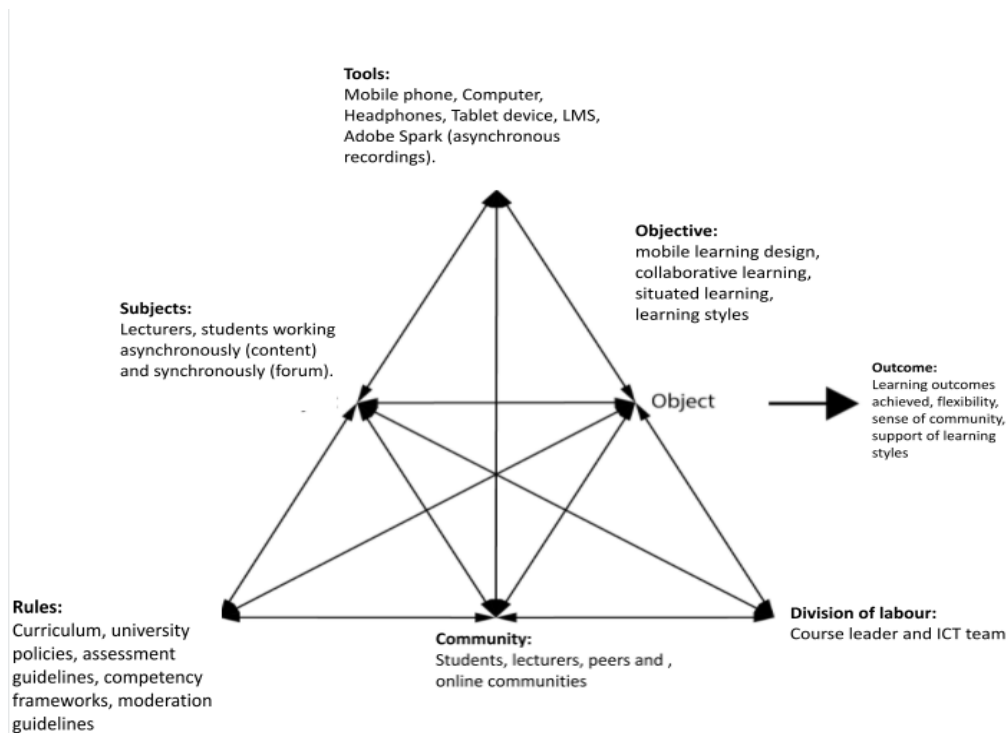 Tools:
Mobile phone, Computer,
Headphones, Tablet device, LMS,
Adobe Spark (asynchronous
recordings).
Objective:
mobile learning design,
collaborative learning,
situated learning,
learning styles
Subjects:
Lecturers, students working
asynchronously (content)
and synchronously (forum).
Object
Outcome:
Learning outcomes
achieved, flexibility,
sense of community,
support of learning
styles
Rules:
Curriculum, university
policies, assessment
guidelines, competency
frameworks, moderation
guidelines
Community:
Students, lecturers, peers and ,
online communities
Division of labour:
Course leader and ICT team